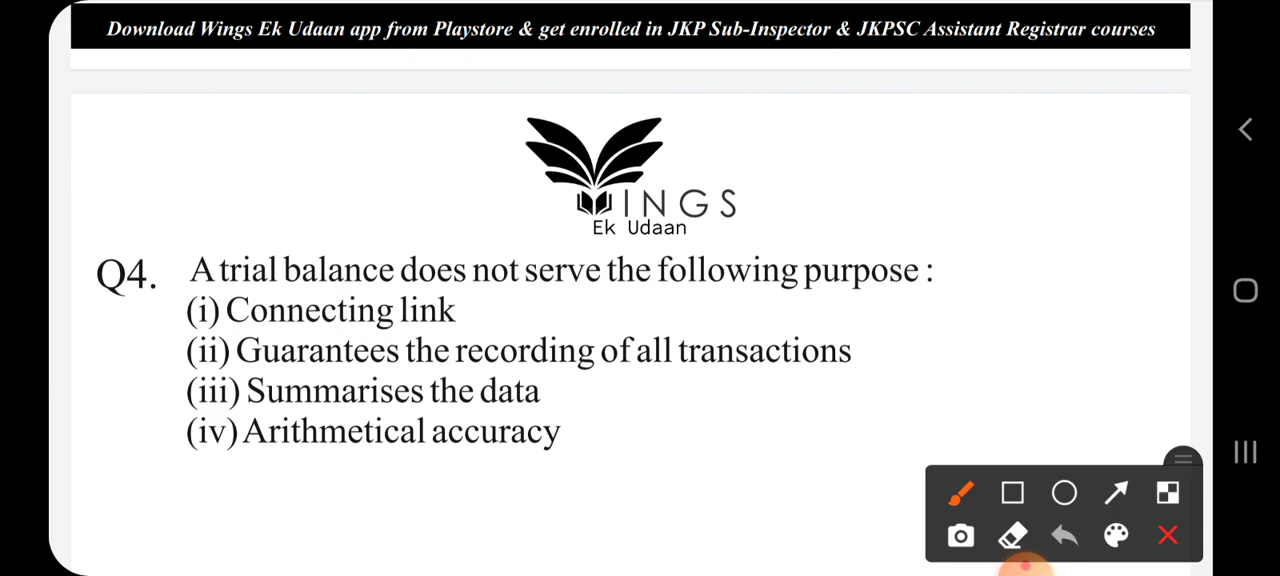 Download Wings Ek Udaan app from Playstore & get enrolled in JKP Sub-Inspector & JKPSC Assistant Registrar courses
WINGS
Ek Udaan
Q4. A trial balance does not serve the following purpose :
(i) Connecting link
(ii) Guarantees the recording of all transactions
(iii) Summarises the data
(iv) Arithmetical accuracy